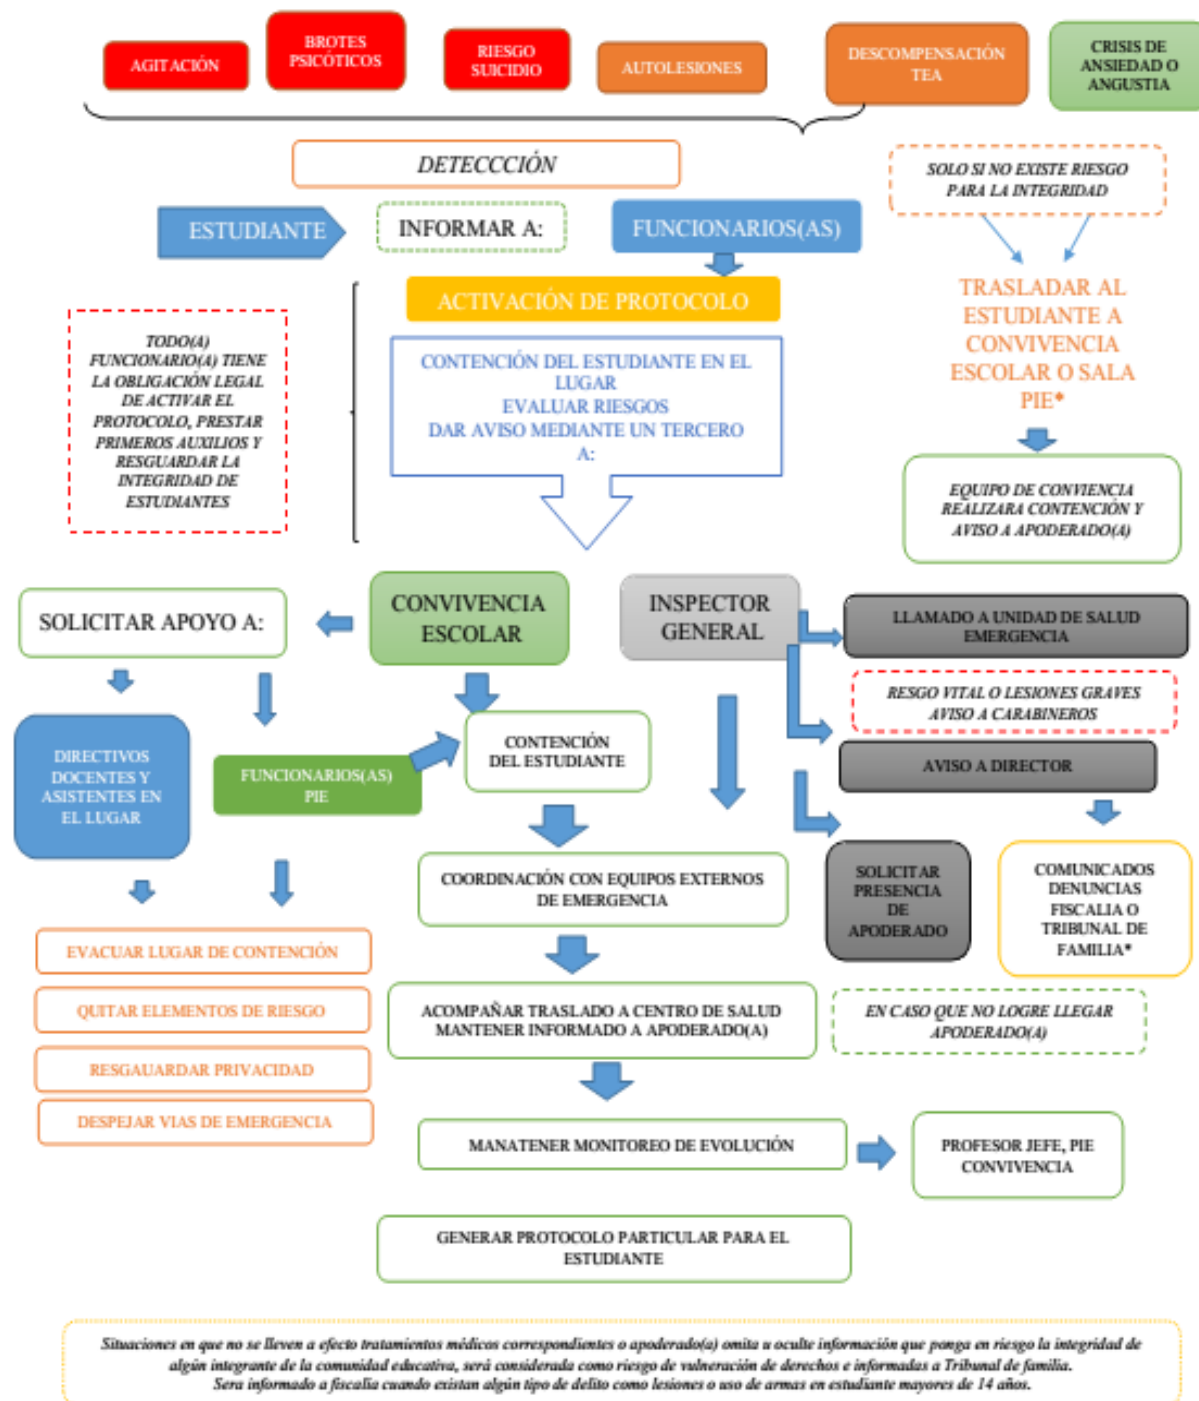 AGITACIÓN
BROTES
PSICÓTICOS
RIESGO
SUICIDIO
AUTOLESIONES
DESCOMPENSACIÓN
TEA
CRISIS DE
ANSIEDAD O
ANGUSTIA
DETECCCIÓN
SOLO SI NO EXISTE RIESGO
PARA LA INTEGRIDAD
ESTUDIANTE
INFORMAR A:
FUNCIONARIOS(AS)
ACTIVACIÓN DE PROTOCOLO
TRASLADAR AL
ESTUDIANTE A
CONVIVENCIA
ESCOLAR O SALA
PIE*
TODO(A)
FUNCIONARIO(A) TIENE
LA OBLIGACIÓN LEGAL
DE ACTIVAR EL
PROTOCOLO, PRESTAR
PRIMEROS AUXILIOS Y
RESGUARDAR LA
INTEGRIDAD DE
ESTUDIANTES
CONTENCIÓN DEL ESTUDIANTE EN EL
LUGAR
EVALUAR RIESGOS
DAR AVISO MEDIANTE UN TERCERO
A:
EQUIPO DE CONVIENCIA
REALIZARA CONTENCIÓN Y
AVISO A APODERADO(A)
SOLICITAR APOYO A:
CONVIVENCIA
ESCOLAR
INSPECTOR
GENERAL
LLAMADO A UNIDAD DE SALUD
EMERGENCIA
RESGO VITAL O LESIONES GRAVES
AVISO A CARABINEROS
DIRECTIVOS
DOCENTES Y
ASISTENTES EN
EL LUGAR
FUNCIONARIOS(AS)
PIE
CONTENCIÓN
DEL ESTUDIANTE
AVISO A DIRECTOR
COORDINACIÓN CON EQUIPOS EXTERNOS
DE EMERGENCIA
SOLICITAR
PRESENCIA
DE
APODERADO
COMUNICADOS
DENUNCIAS
FISCALIA O
TRIBUNAL DE
FAMILIA*
EVACUAR LUGAR DE CONTENCIÓN
QUITAR ELEMENTOS DE RIESGO
RESGAUARDAR PRIVACIDAD
DESPEJAR VIAS DE EMERGENCIA
ACOMPAÑAR TRASLADO A CENTRO DE SALUD
MANTENER INFORMADO A APODERADO(A)
EN CASO QUE NO LOGRE LLEGAR
APODERADO(A)
MANATENER MONITOREO DE EVOLUCIÓN
PROFESOR JEFE, PIE
CONVIVENCIA
GENERAR PROTOCOLO PARTICULAR PARA EL
ESTUDIANTE
Situaciones en que no se lleven a efecto tratamientos médicos correspondientes o apoderado(a) omita u oculte información que ponga en riesgo la integridad de
algún integrante de la comunidad educativa, será considerada como riesgo de vulneración de derechos e informadas a Tribunal de familia.
Sera informado a fiscalía cuando existan algún tipo de delito como lesiones o uso de armas en estudiante mayores de 14 años.